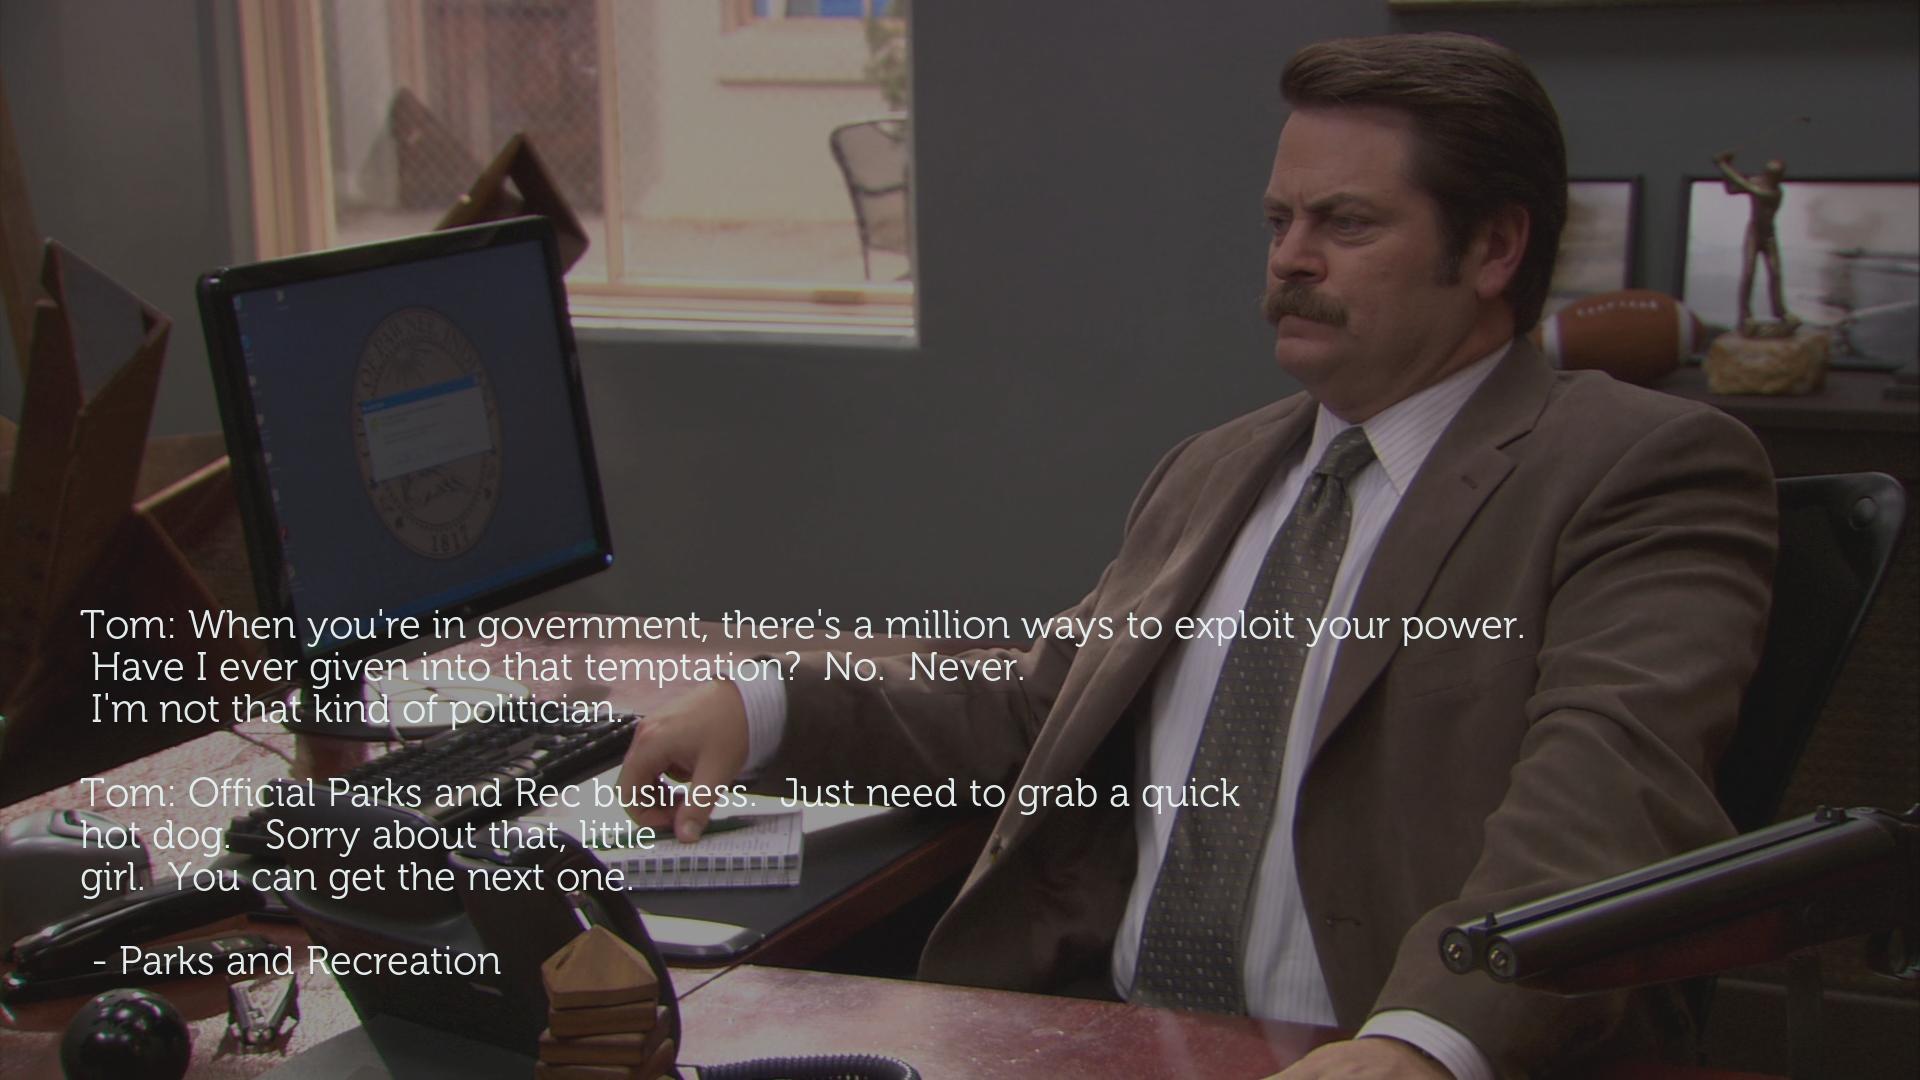 Tom: When you're in government, there's a million ways to exploit your power.
Have I ever given into that temptation?  No.  Never.
I'm not that kind of politician.
Tom: Official Parks and Rec business.  Just need to grab a quick
hot dog.   Sorry about that, little
girl.  You can get the next one.
- Parks and Recreation
1817